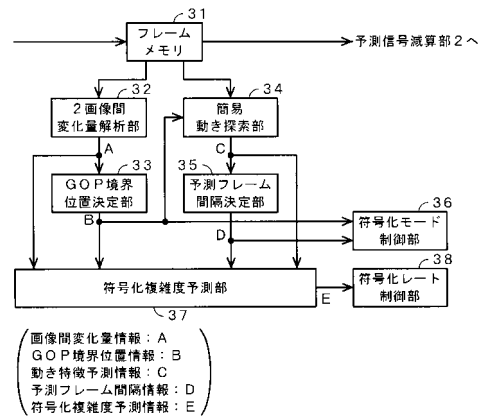 31
フレーム
メモリ
予測信号減算部2へ
32
2画像間
変化量解析部
34
簡易
動き探索部
A
C
33
GOP境界
位置決定部
35
予測フレーム
間隔決定部
B
D
36
符号化モード
制御部
符号化複雑度予測部
37
E
38
符号化レート
制御部
画像間変化量情報：A
GOP境界位置情報：B
動き特徴予測情報：C
予測フレーム間隔情報：D
符号化複雑度予測情報：E